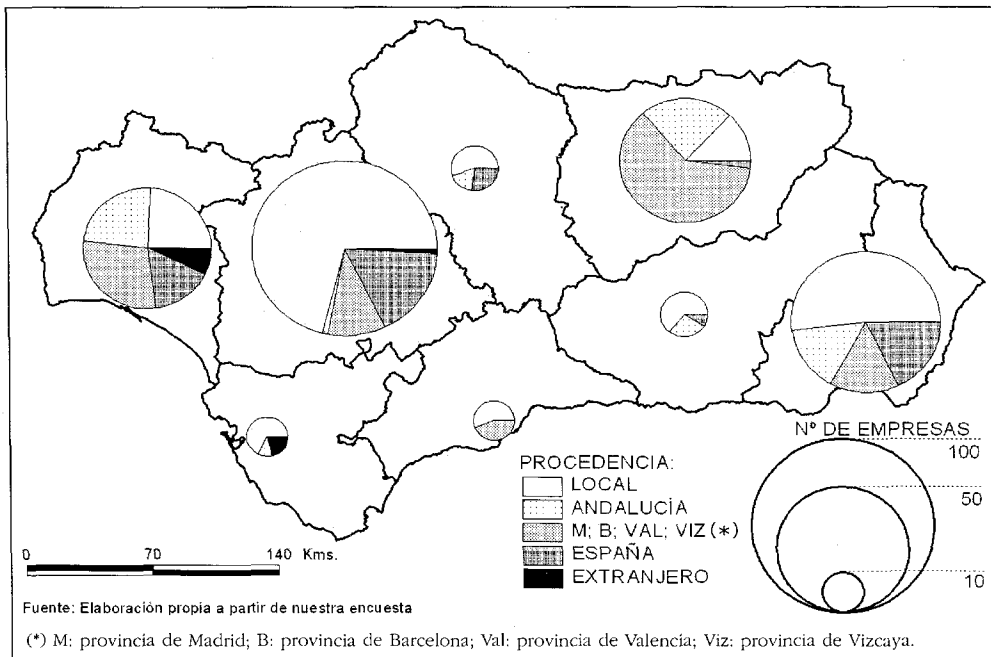 Nº DE EMPRESAS
100
50
10
PROCEDENCIA:
LOCAL
ANDALUCÍA
M; B; VAL; VIZ (*)
ESPAÑA
EXTRANJERO
0 70 140 Kms.
Fuente: Elaboración propia a partir de nuestra encuesta
(*) M: provincia de Madrid; B: provincia de Barcelona; Val: provincia de Valencia; Viz: provincia de Vizcaya.